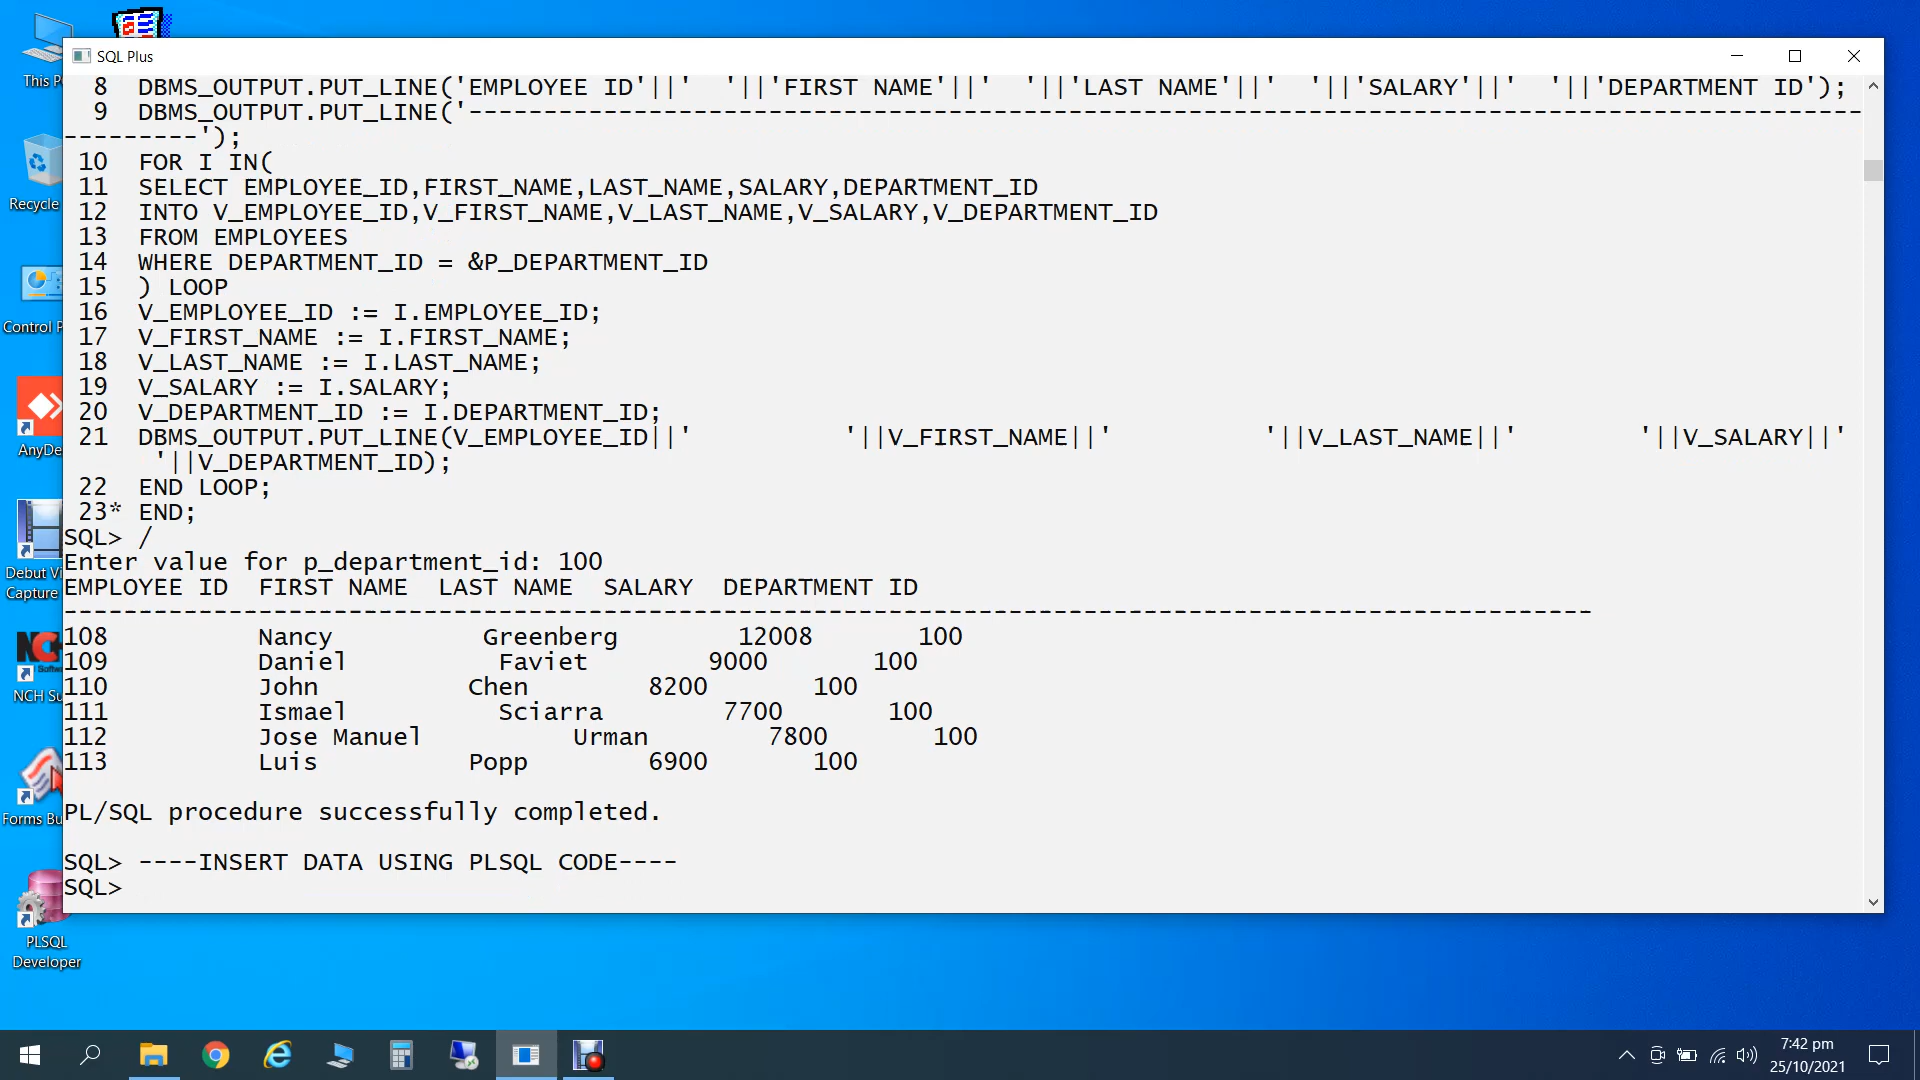 This P
SQL Plus
8 DBMS_OUTPUT.PUT_LINE('EMPLOYEE ID'||'  '||'FIRST NAME'||'  '||'LAST NAME'||'  '||'SALARY'||'  '||'DEPARTMENT ID');
9 DBMS_OUTPUT.PUT_LINE('---------------------------------------------------------------------------------------------
---------');
10 FOR I IN(
11 SELECT EMPLOYEE_ID,FIRST_NAME,LAST_NAME,SALARY,DEPARTMENT_ID
12 INTO V_EMPLOYEE_ID,V_FIRST_NAME,V_LAST_NAME,V_SALARY,V_DEPARTMENT_ID
13 FROM EMPLOYEES
14 WHERE DEPARTMENT_ID = &P_DEPARTMENT_ID
15 ) LOOP
16 V_EMPLOYEE_ID := I.EMPLOYEE_ID;
17 V_FIRST_NAME := I.FIRST_NAME;
18 V_LAST_NAME := I.LAST_NAME;
19 V_SALARY := I.SALARY;
20 V_DEPARTMENT_ID := I.DEPARTMENT_ID;
21 DBMS_OUTPUT.PUT_LINE(V_EMPLOYEE_ID||'          '||V_FIRST_NAME||'          '||V_LAST_NAME||'        '||V_SALARY||'
'||V_DEPARTMENT_ID);
22 END LOOP;
23* END;
SQL> /
Enter value for p_department_id: 100
EMPLOYEE ID  FIRST NAME  LAST NAME  SALARY  DEPARTMENT ID
------------------------------------------------------------------------------------------------------
108          Nancy          Greenberg        12008       100
109          Daniel          Faviet        9000       100
110          John          Chen        8200       100
111          Ismael          Sciarra        7700       100
112          Jose Manuel          Urman        7800       100
113          Luis          Popp        6900       100
PL/SQL procedure successfully completed.
SQL> ----INSERT DATA USING PLSQL CODE----
SQL>
Recycle
Control P
AnyDe
Debut Vi
Capture
NCH Su
Forms Bu
PLSQL
Developer
7:42 pm
25/10/2021